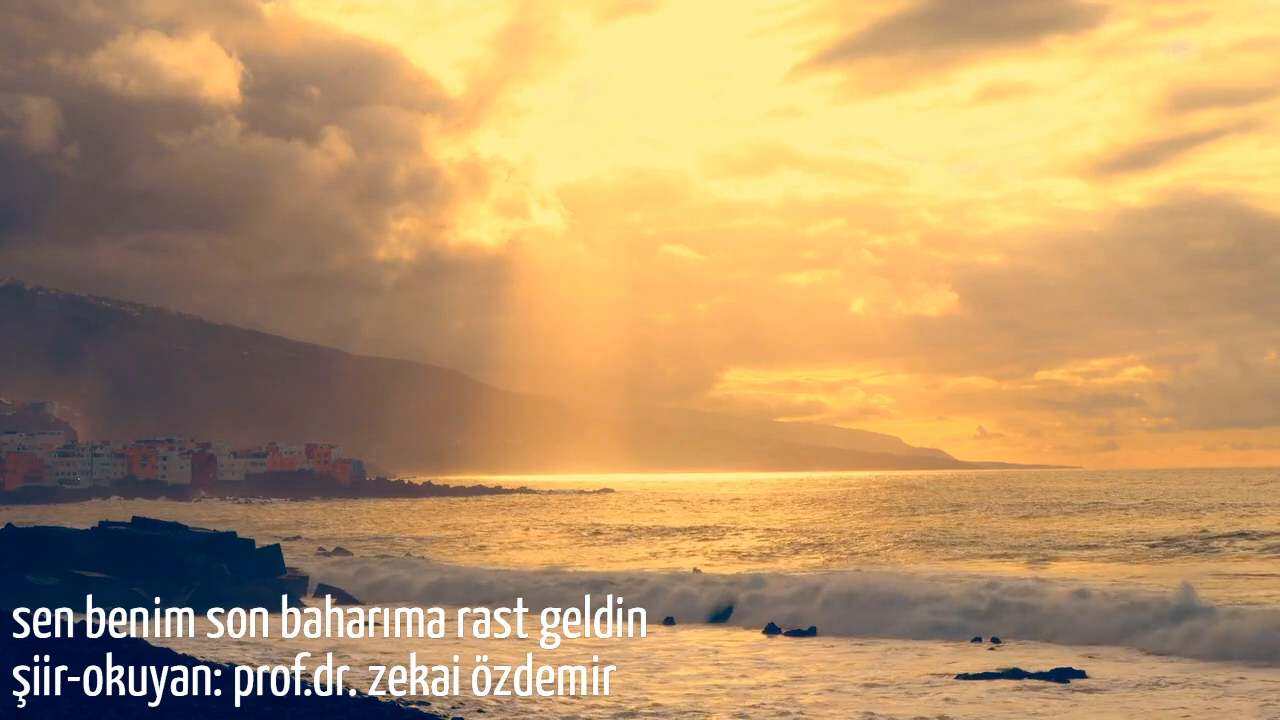 sen benim son baharıma rast geldin
şiir-okuyan: prof.dr. zekai özdemir